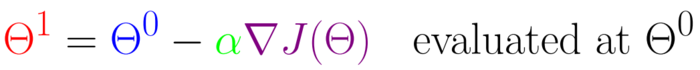 Θ¹ = Θ⁰ − α∇J(Θ) evaluated at Θ⁰